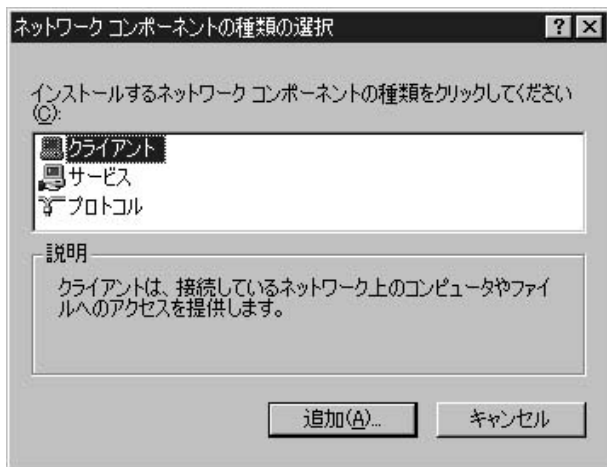 ネットワーク コンポーネントの種類の選択
インストールするネットワーク コンポーネントの種類をクリックしてください
(C):
クライアント
サービス
プロトコル
説明
クライアントは、接続しているネットワーク上のコンピュータやファイ
ルへのアクセスを提供します。
追加(A)...
キャンセル